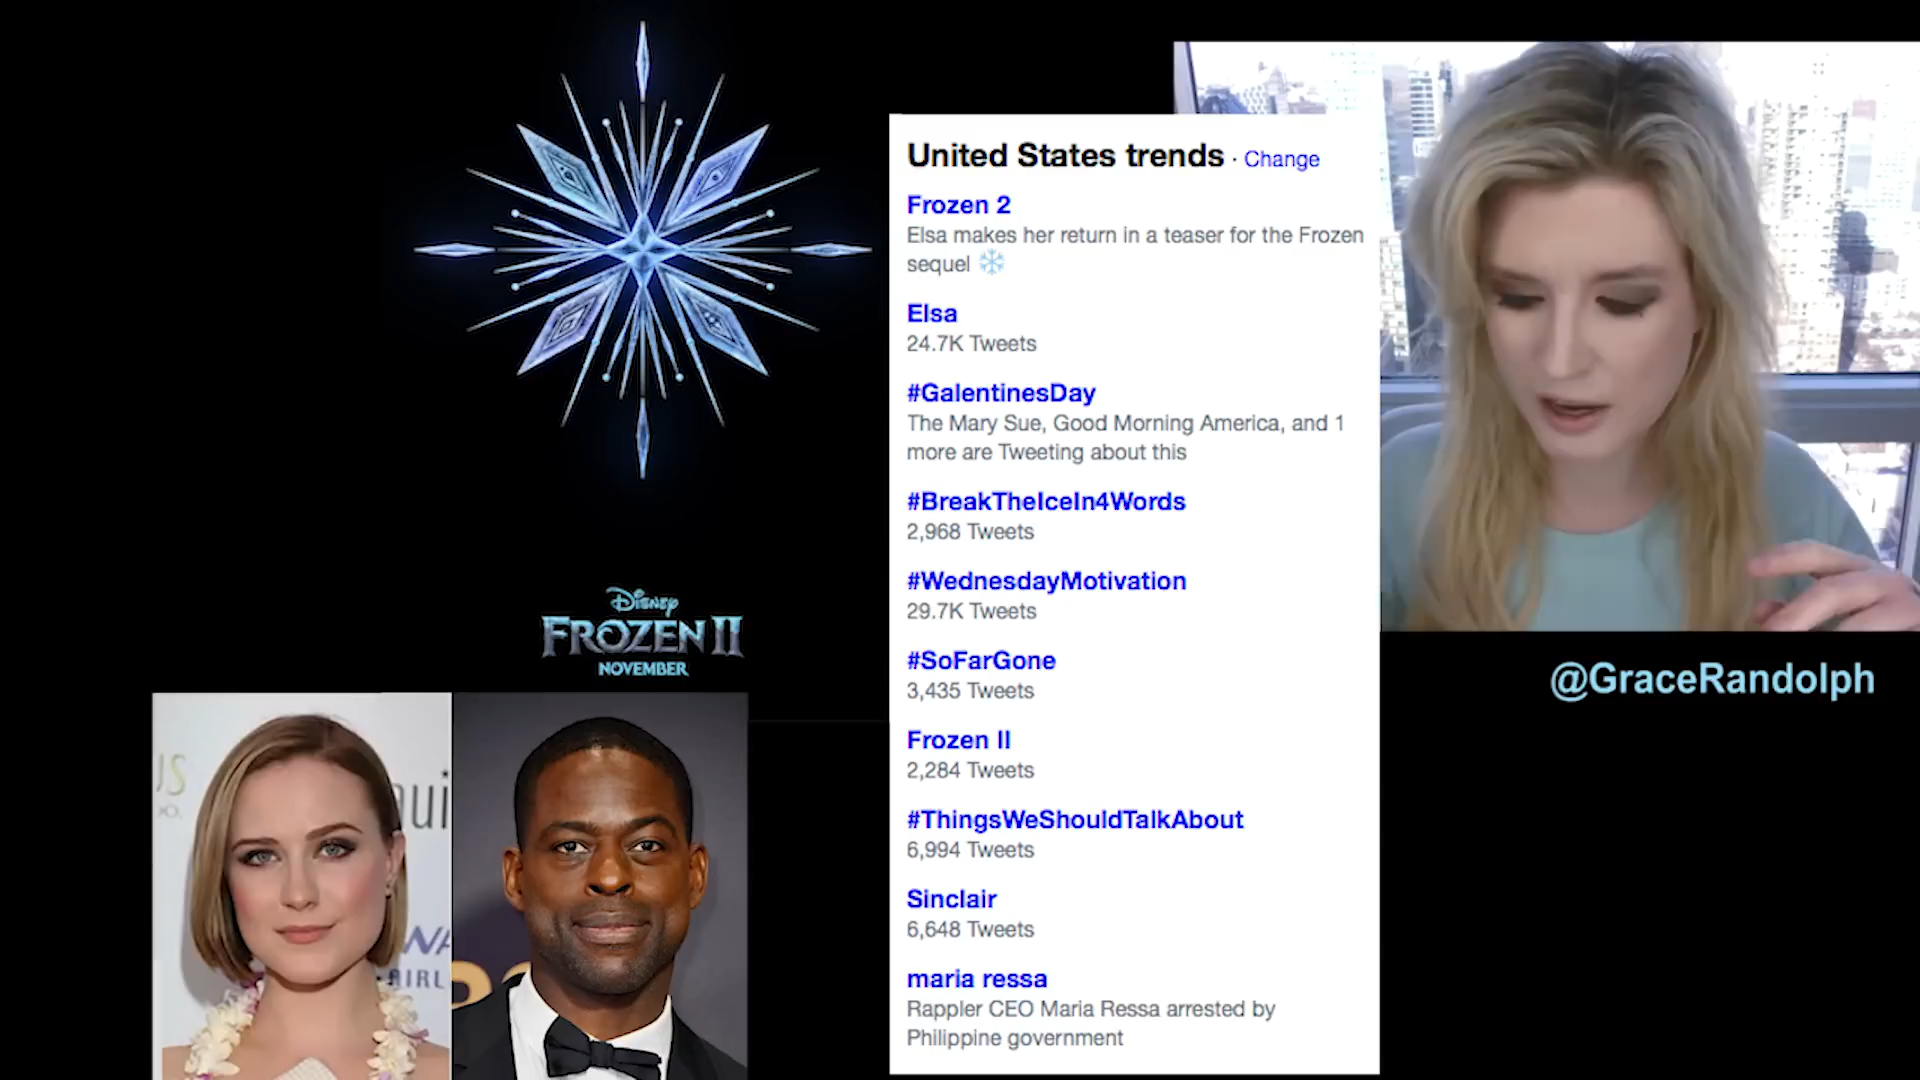 United States trends · Change
Frozen 2
Elsa makes her return in a teaser for the Frozen
sequel
Elsa
24.7K Tweets
#GalentinesDay
The Mary Sue, Good Morning America, and 1
more are Tweeting about this
#BreakTheIceIn4Words
2,968 Tweets
#WednesdayMotivation
29.7K Tweets
#SoFarGone
3,435 Tweets
Frozen II
2,284 Tweets
#ThingsWeShouldTalkAbout
6,994 Tweets
Sinclair
6,648 Tweets
maria ressa
Rappler CEO Maria Ressa arrested by
Philippine government
Disney
FROZEN II
NOVEMBER
@GraceRandolph